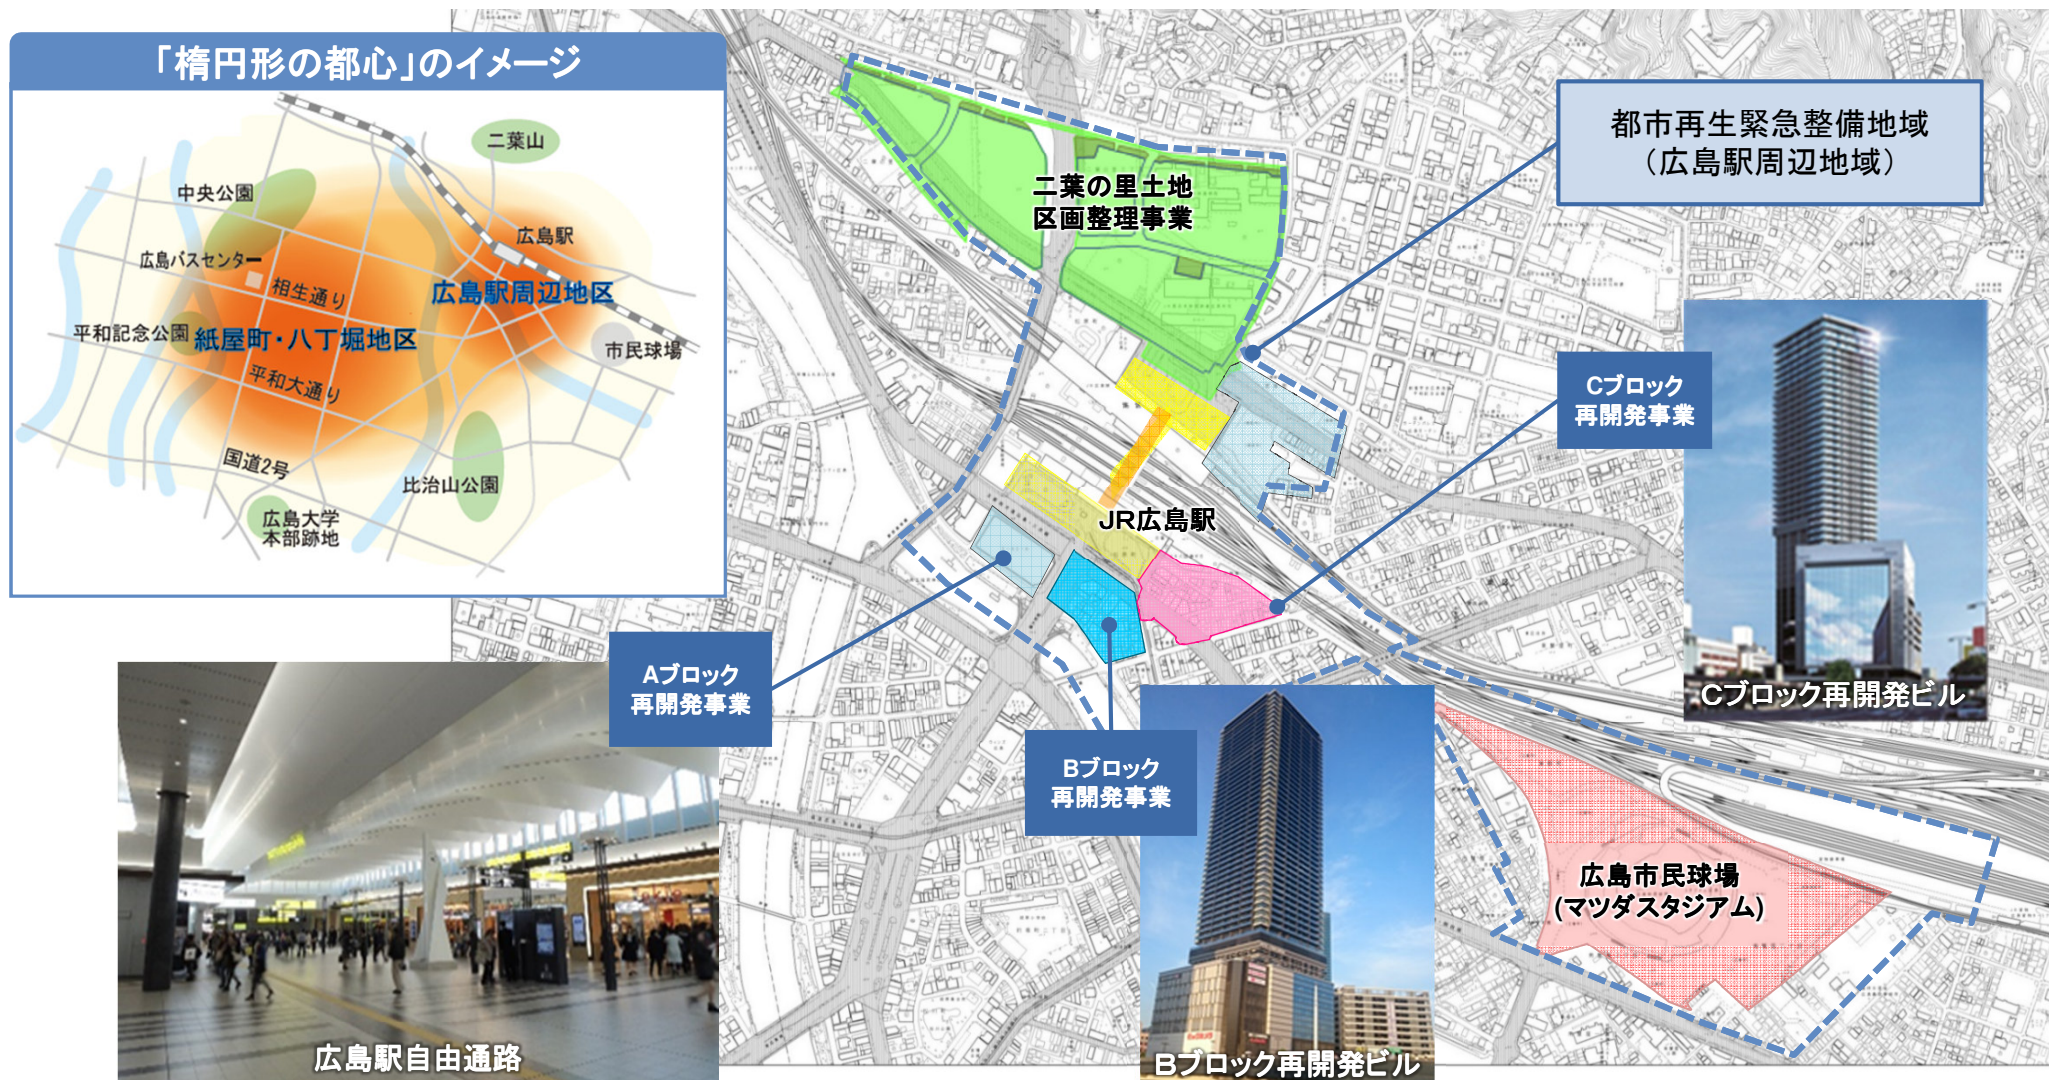 「楕円形の都心」のイメージ
二葉山
中央公園
広島駅
広島バスセンター
相生通り
広島駅周辺地区
平和記念公園
紙屋町・八丁堀地区
市民球場
平和大通り
国道2号
比治山公園
広島大学
本部跡地
二葉の里土地
区画整理事業
都市再生緊急整備地域
（広島駅周辺地域）
Cブロック
再開発事業
JR広島駅
Aブロック
再開発事業
Bブロック
再開発事業
Cブロック再開発ビル
広島市民球場
(マツダスタジアム)
広島駅自由通路
Bブロック再開発ビル